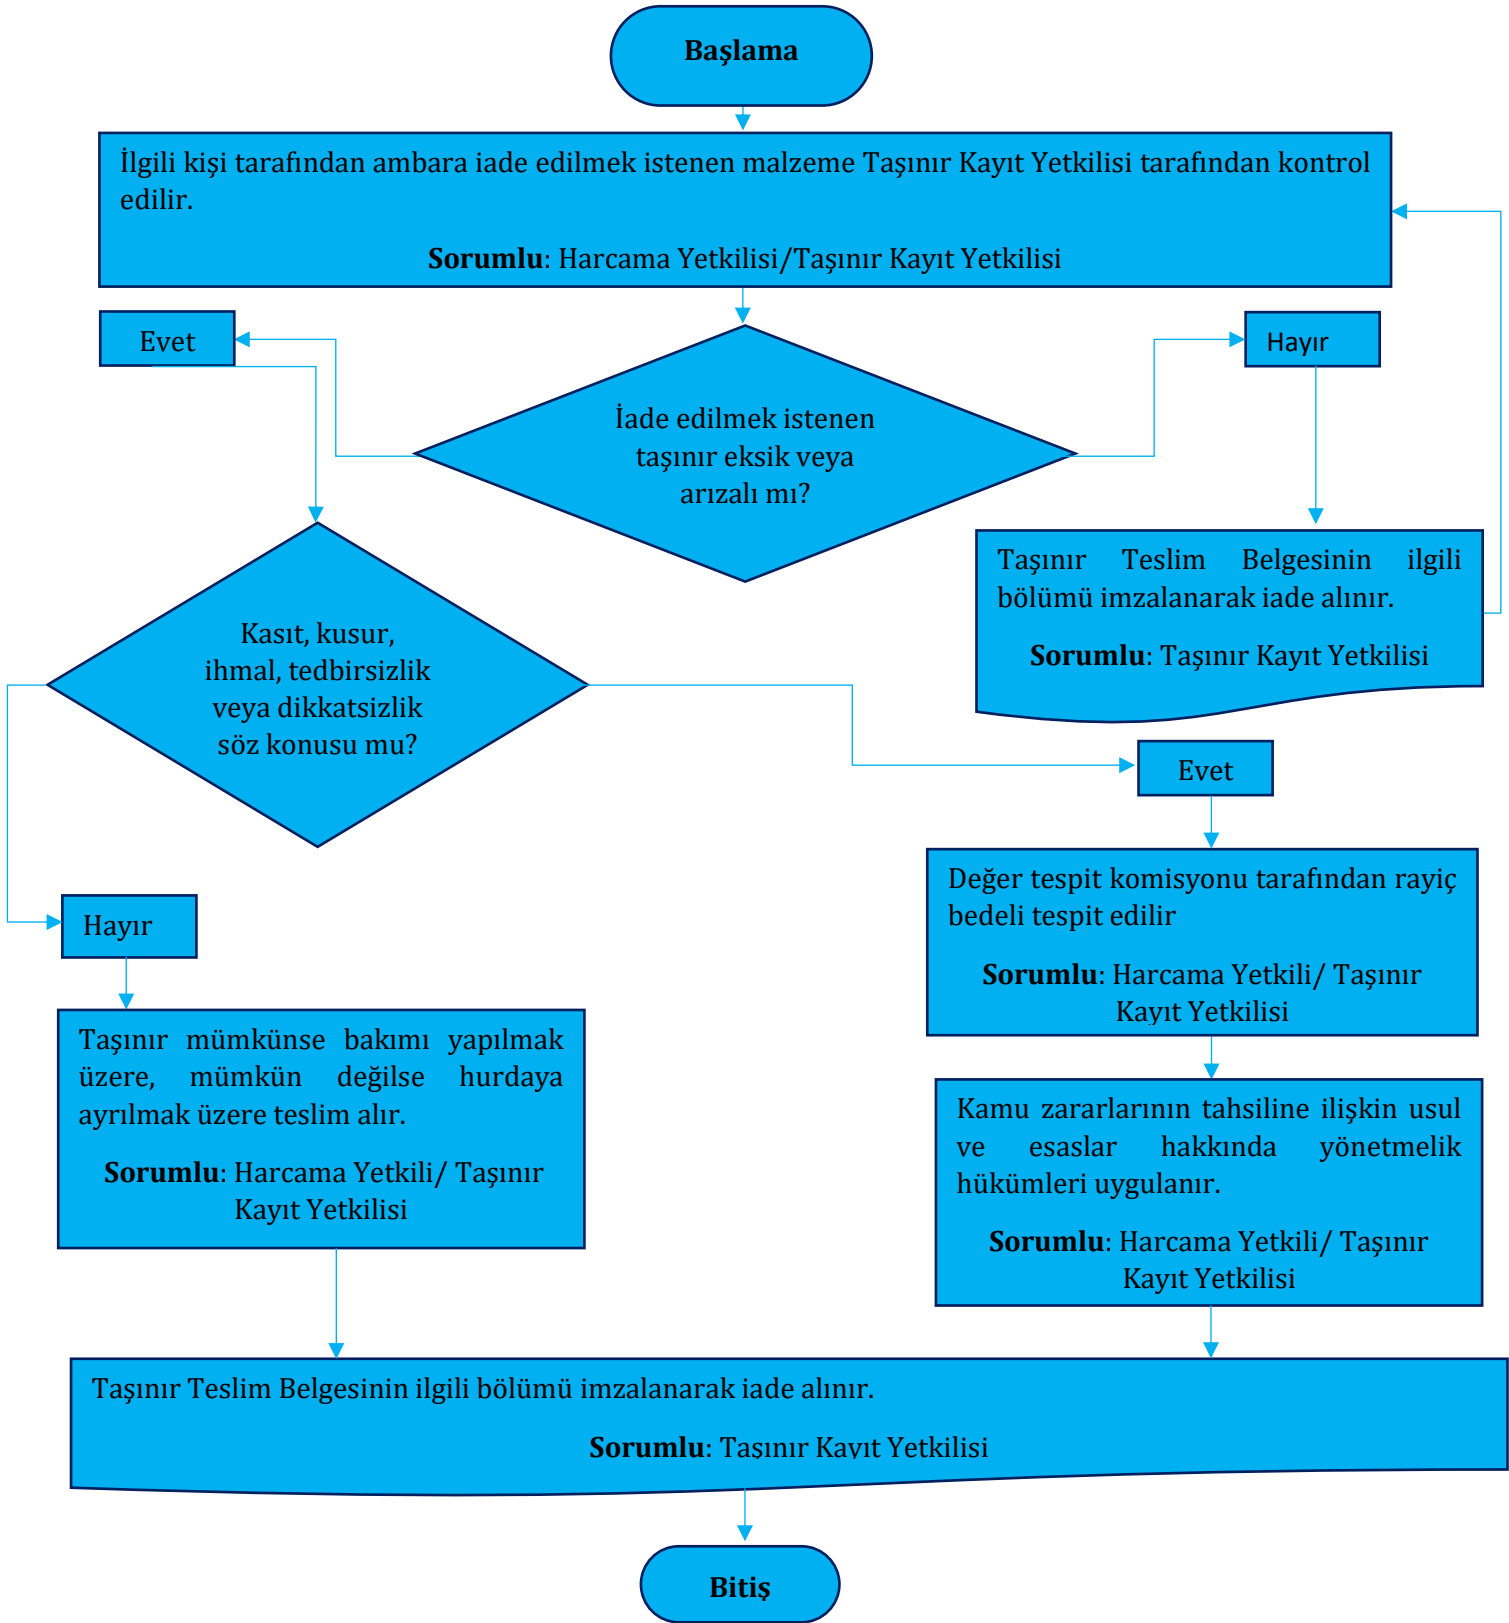 Başlama
İlgili kişi tarafından ambara iade edilmek istenen malzeme Taşınır Kayıt Yetkilisi tarafından kontrol
edilir.
Sorumlu: Harcama Yetkilisi/Taşınır Kayıt Yetkilisi
Evet
Hayır
İade edilmek istenen
taşınır eksik veya
arızalı mı?
Taşınır Teslim Belgesinin ilgili
bölümü imzalanarak iade alınır.
Sorumlu: Taşınır Kayıt Yetkilisi
Kasıt, kusur,
ihmal, tedbirsizlik
veya dikkatsizlik
söz konusu mu?
Evet
Değer tespit komisyonu tarafından rayiç
bedeli tespit edilir
Sorumlu: Harcama Yetkili/ Taşınır
Kayıt Yetkilisi
Hayır
Taşınır mümkünse bakımı yapılmak
üzere, mümkün değilse hurdaya
ayrılmak üzere teslim alır.
Sorumlu: Harcama Yetkili/ Taşınır
Kayıt Yetkilisi
Kamu zararlarının tahsiline ilişkin usul
ve esaslar hakkında yönetmelik
hükümleri uygulanır.
Sorumlu: Harcama Yetkili/ Taşınır
Kayıt Yetkilisi
Taşınır Teslim Belgesinin ilgili bölümü imzalanarak iade alınır.
Sorumlu: Taşınır Kayıt Yetkilisi
Bitiş